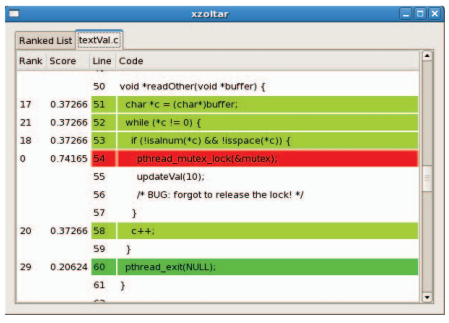 xzoltar
Ranked List textVal.c
Rank Score Line Code
50 void *readOther(void *buffer) {
17 0.37266 51 char *c = (char*)buffer;
21 0.37266 52 while (*c != 0) {
18 0.37266 53 if (!isalnum(*c) && !isspace(*c)) {
0 0.74165 54 pthread_mutex_lock(&mutex);
55 updateVal(10);
56 /* BUG: forgot to release the lock! */
57 }
20 0.37266 58 c++;
59 }
29 0.20624 60 pthread_exit(NULL);
61 }